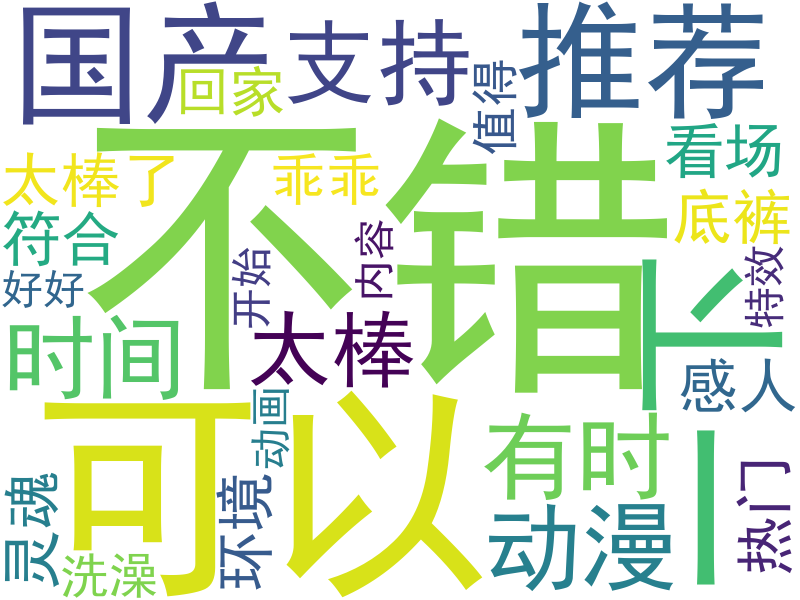 国产
回家
支持
值得
推荐
不错
太棒了
乖乖
看场
底裤
符合
好好
开始
内容
特效
时间
太棒
一下
感人
可以
动画
有时
灵魂
洗澡
环境
动漫
热门